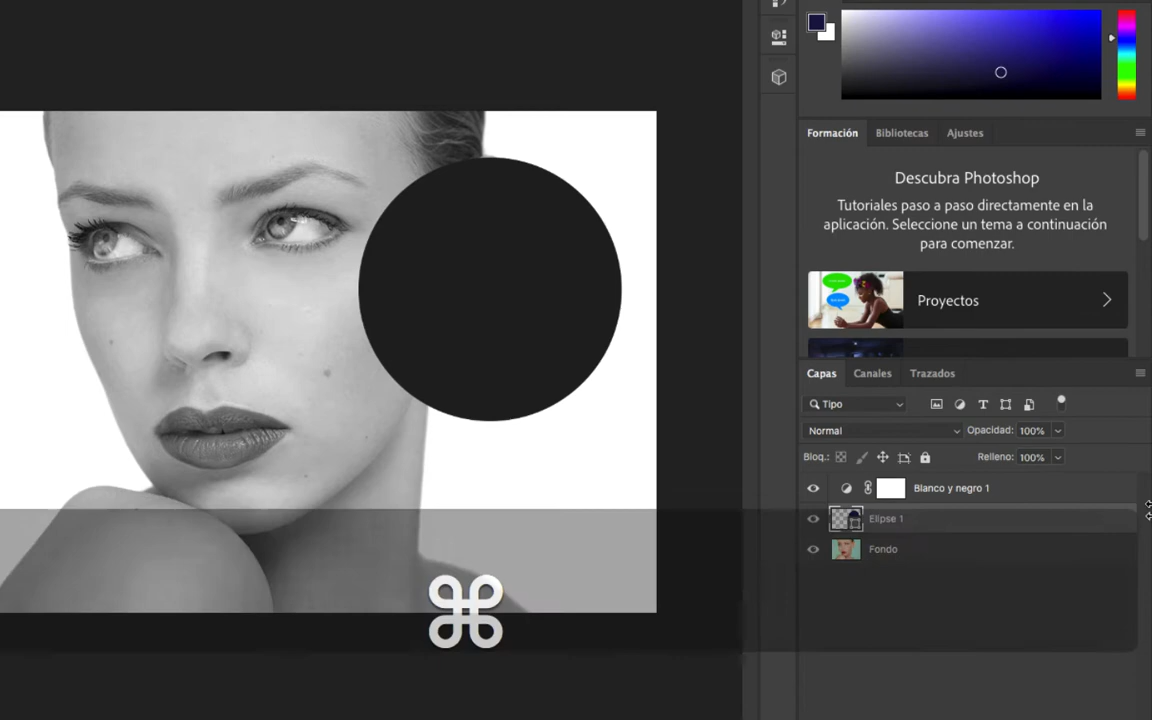 Formación Bibliotecas Ajustes
Descubra Photoshop
Tutoriales paso a paso directamente en la
aplicación. Seleccione un tema a continuación
para comenzar.
Proyectos
Capas Canales Trazados
Tipo
Normal Opacidad: 100%
Bloq.: Relleno: 100%
Blanco y negro 1
Elipse 1
Fondo
⌘